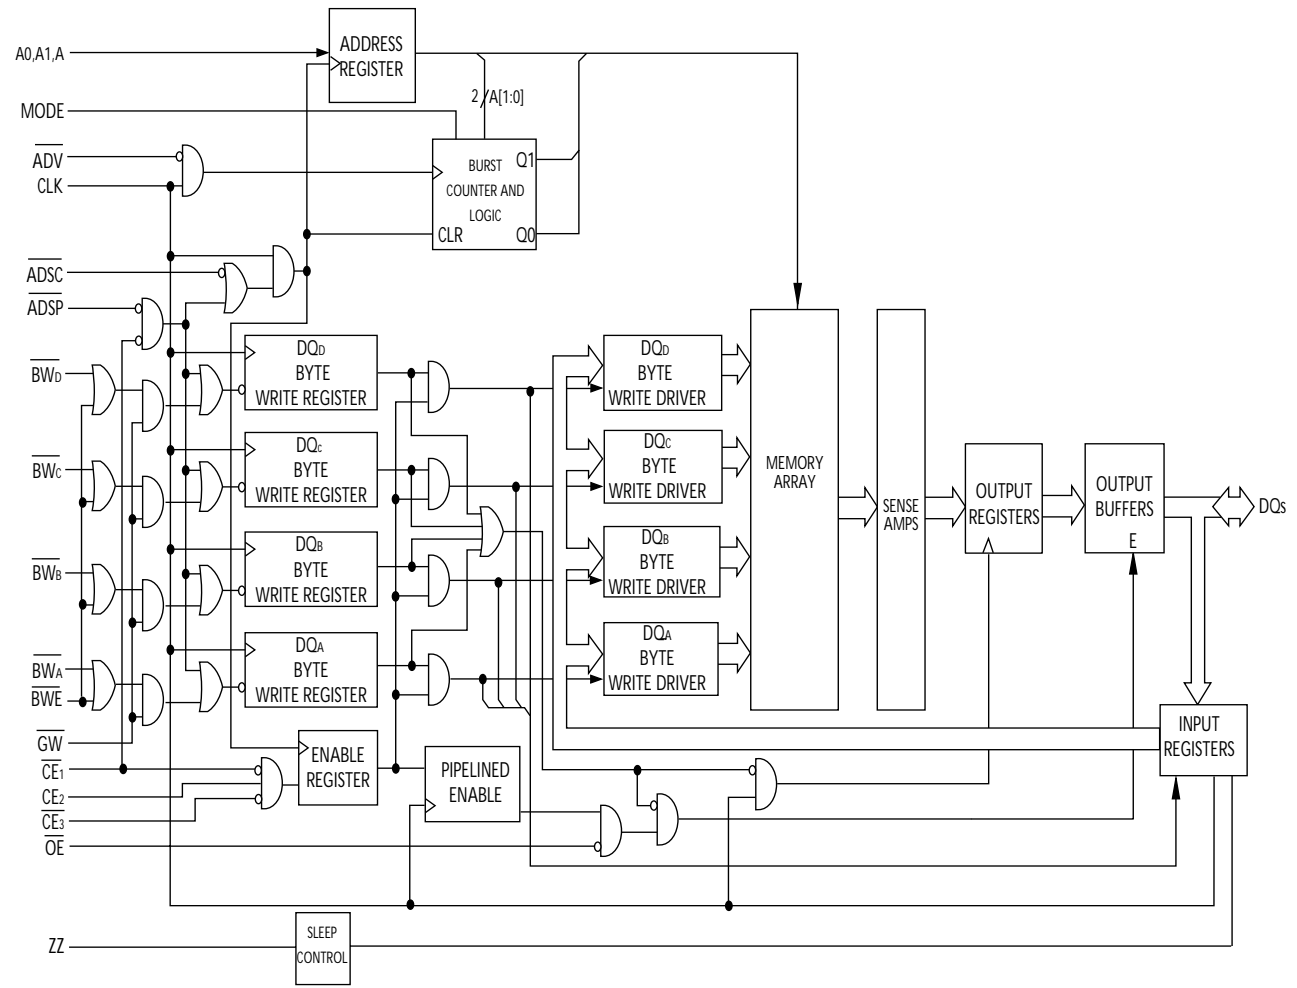 ADDRESS
REGISTER
A0,A1,A
2
A[1:0]
MODE
ADV
CLK
BURST
COUNTER AND
LOGIC
Q1
CLR
Q0
ADSC
ADSP
BWD
BWC
BWB
BWA
BWE
GW
CE1
CE2
CE3
OE
ZZ
DQD
BYTE
WRITE REGISTER
DQc
BYTE
WRITE REGISTER
DQB
BYTE
WRITE REGISTER
DQA
BYTE
WRITE REGISTER
ENABLE
REGISTER
PIPELINED
ENABLE
SLEEP
CONTROL
DQD
BYTE
WRITE DRIVER
DQC
BYTE
WRITE DRIVER
DQB
BYTE
WRITE DRIVER
DQA
BYTE
WRITE DRIVER
MEMORY
ARRAY
SENSE
AMPS
OUTPUT
REGISTERS
OUTPUT
BUFFERS
E
DQs
INPUT
REGISTERS